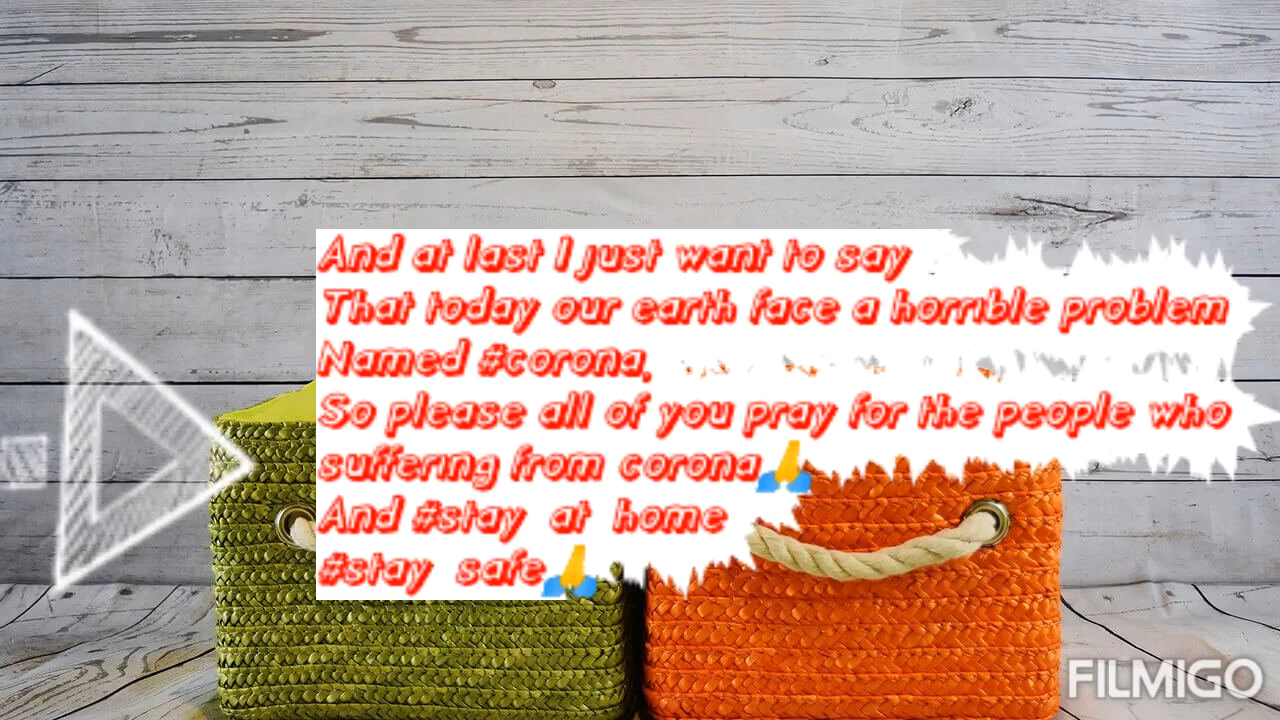 And at last I just want to say
That today our earth face a horrible problem
Named #corona,
So please all of you pray for the people who
suffering from corona🙏
And #stay at home
#stay safe🙏
FILMIGO